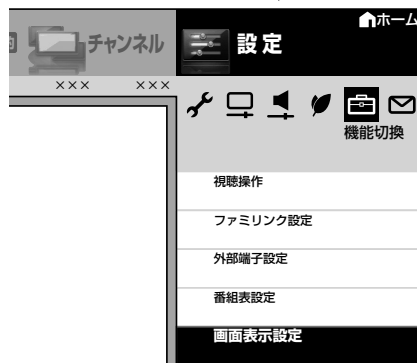 ホーム
チャンネル
設定
××× ×××
機能切換
視聴操作
ファミリンク設定
外部端子設定
番組表設定
画面表示設定